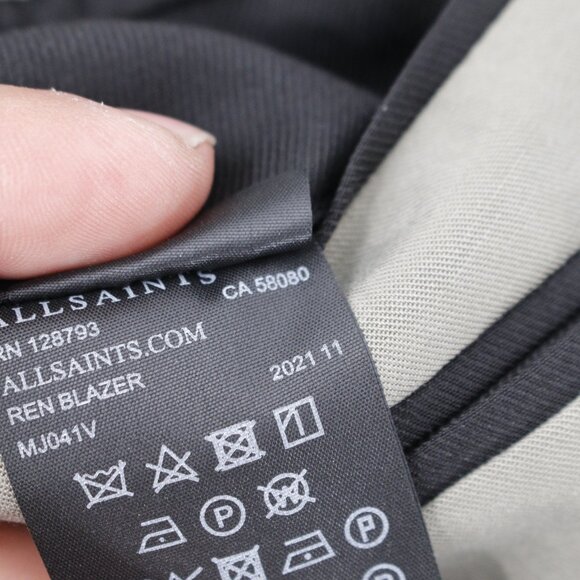 ALLSAINTS CA 58080
RN 128793
ALLSAINTS.COM
REN BLAZER 2021 11
MJ041V
P W
P